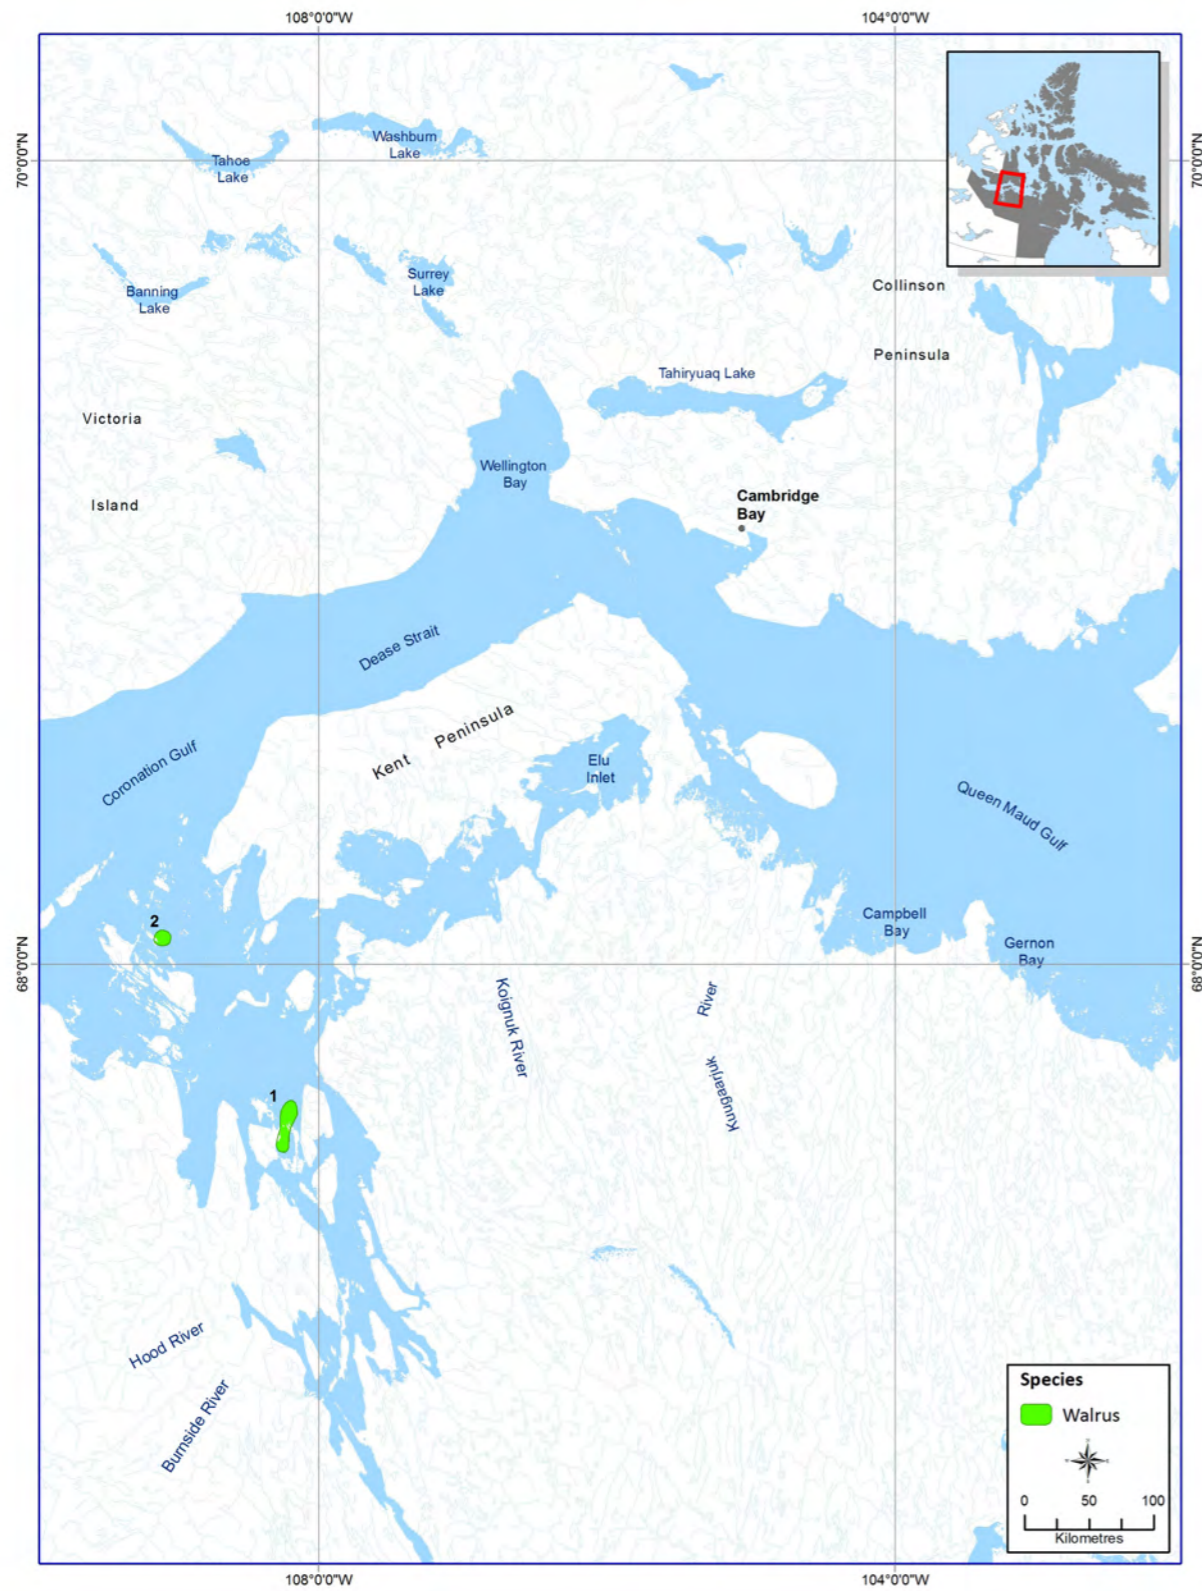 108°0'0"W
104°0'0"W
70°0'0"N
70°0'0"N
Washburn
Lake
Tahoe
Lake
Surrey
Lake
Banning
Lake
Collinson
Peninsula
Tahiryuaq Lake
Victoria
Island
Wellington
Bay
Cambridge
Bay
Dease Strait
Kent Peninsula
Coronation Gulf
Elu
Inlet
Queen Maud Gulf
2
Campbell
Bay
Gernon
Bay
68°0'0"N
68°0'0"N
Koignuk River
River
Kuugaarjuk
1
Hood River
Burnside River
Species
Walrus
0 50 100
Kilometres
108°0'0"W
104°0'0"W